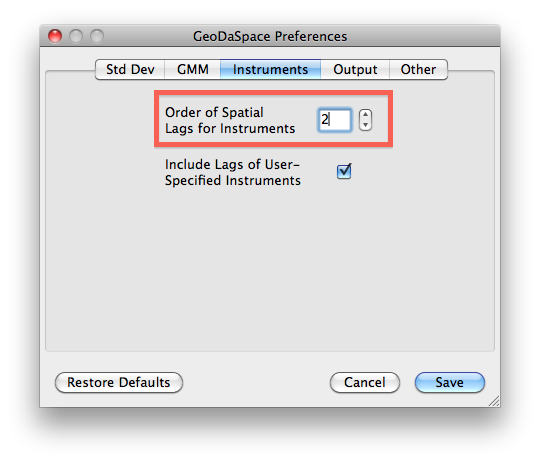 GeoDaSpace Preferences
Std Dev GMM Instruments Output Other
Order of Spatial
Lags for Instruments
2
Include Lags of User-
Specified Instruments
Restore Defaults Cancel Save